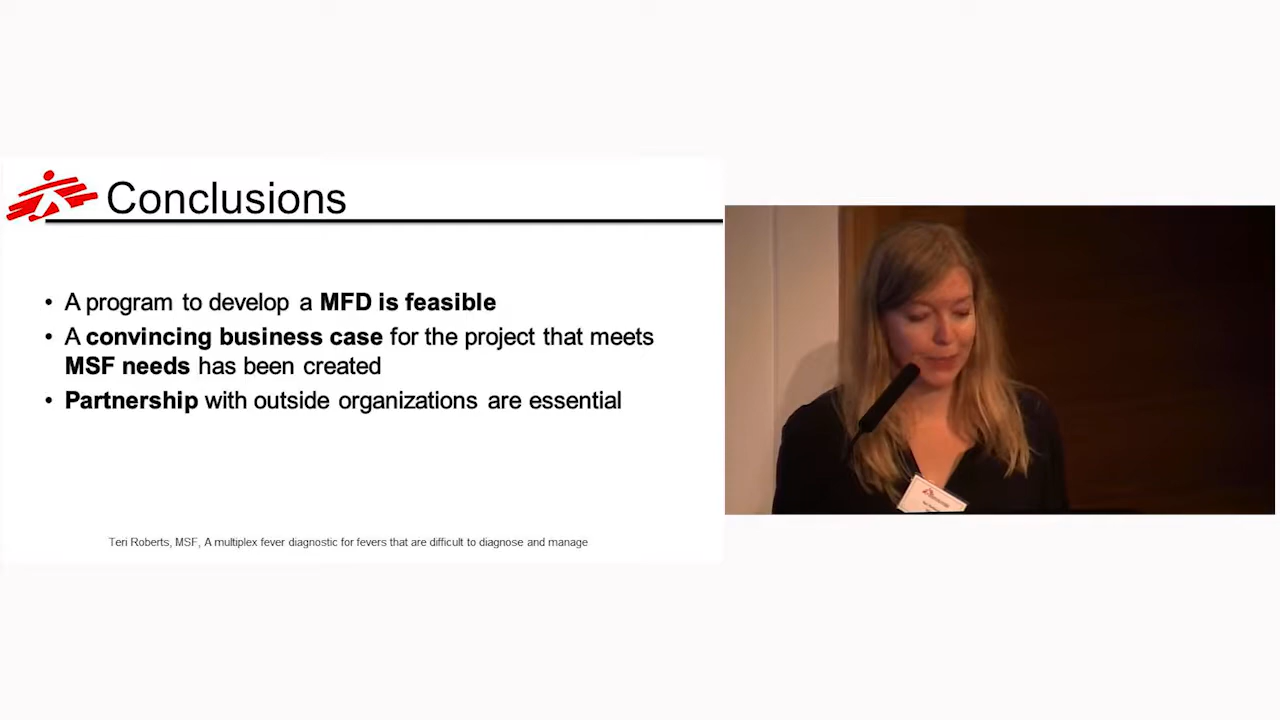 Conclusions
• A program to develop a MFD is feasible
• A convincing business case for the project that meets
MSF needs has been created
• Partnership with outside organizations are essential
Teri Roberts, MSF, A multiplex fever diagnostic for fevers that are difficult to diagnose and manage